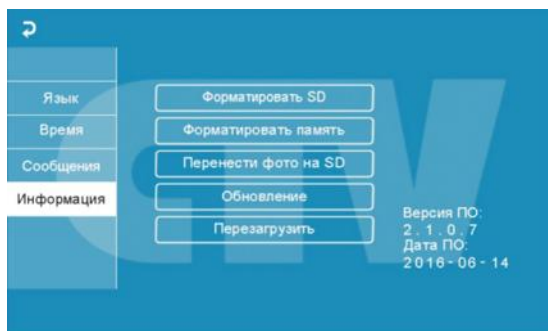 Язык
Время
Сообщения
Информация
Форматировать SD
Форматировать память
Перенести фото на SD
Обновление
Перезагрузить
Версия ПО:
2.1.0.7
Дата ПО:
2016-06-14